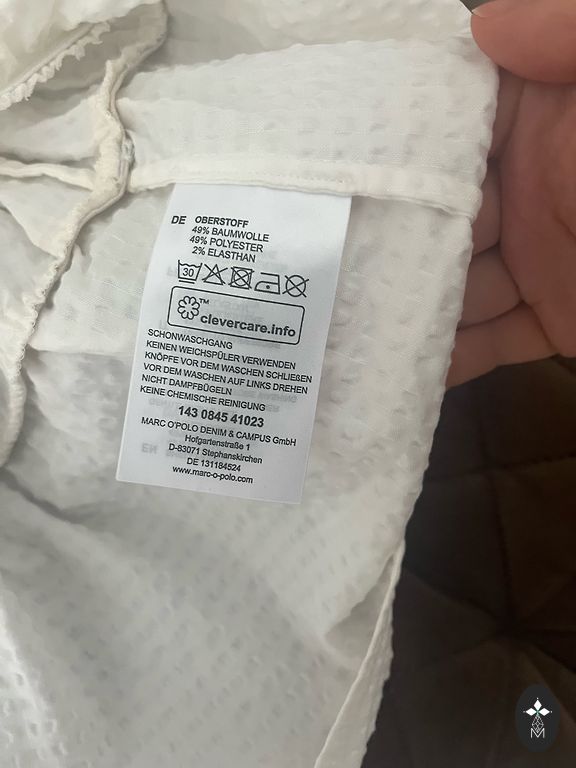 DE OBERSTOFF
49% BAUMWOLLE
49% POLYESTER
2% ELASTHAN
30
TM
clevercare.info
SCHONWASCHGANG
KEINEN WEICHSPÜLER VERWENDEN
KNÖPFE VOR DEM WASCHEN SCHLIEßEN
VOR DEM WASCHEN AUF LINKS DREHEN
NICHT DAMPFBÜGELN
KEINE CHEMISCHE REINIGUNG
143 0845 41023
MARC O'POLO DENIM & CAMPUS GmbH
Hofgartenstraße 1
D-83071 Stephanskirchen
DE 131184524
www.marc-o-polo.com
M